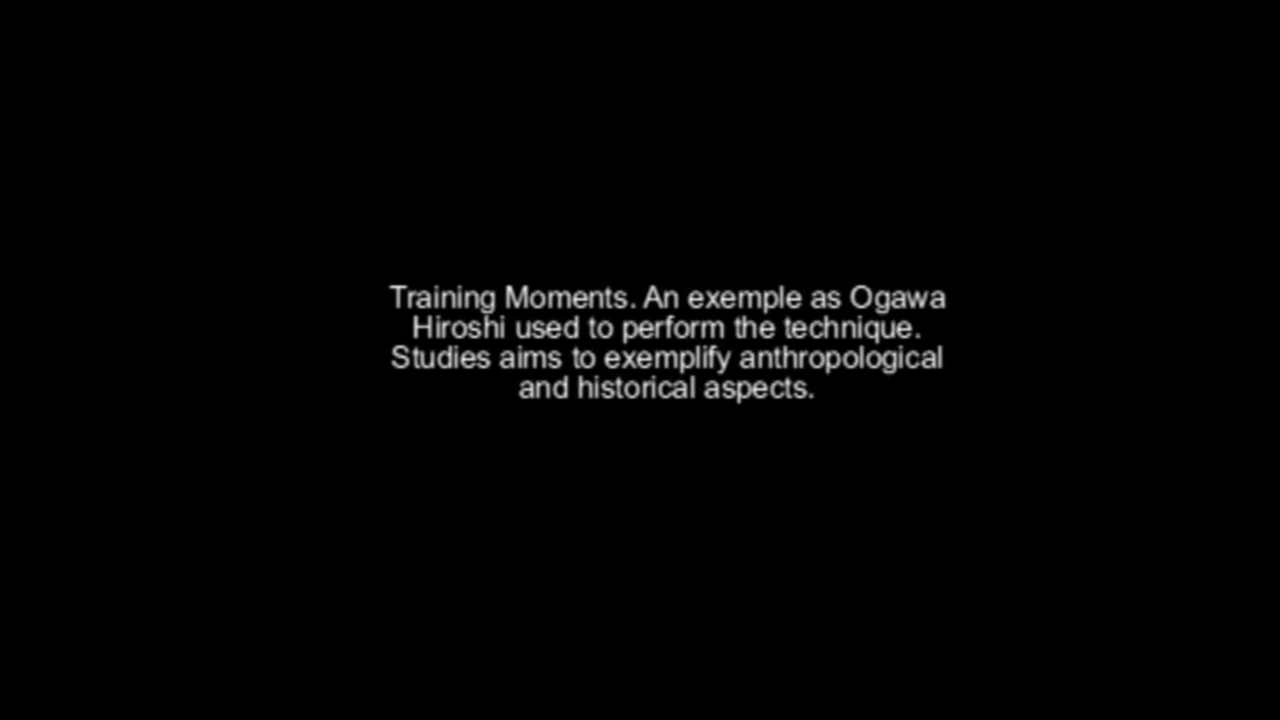 Training Moments. An exemple as Ogawa
Hiroshi used to perform the technique.
Studies aims to exemplify anthropological
and historical aspects.